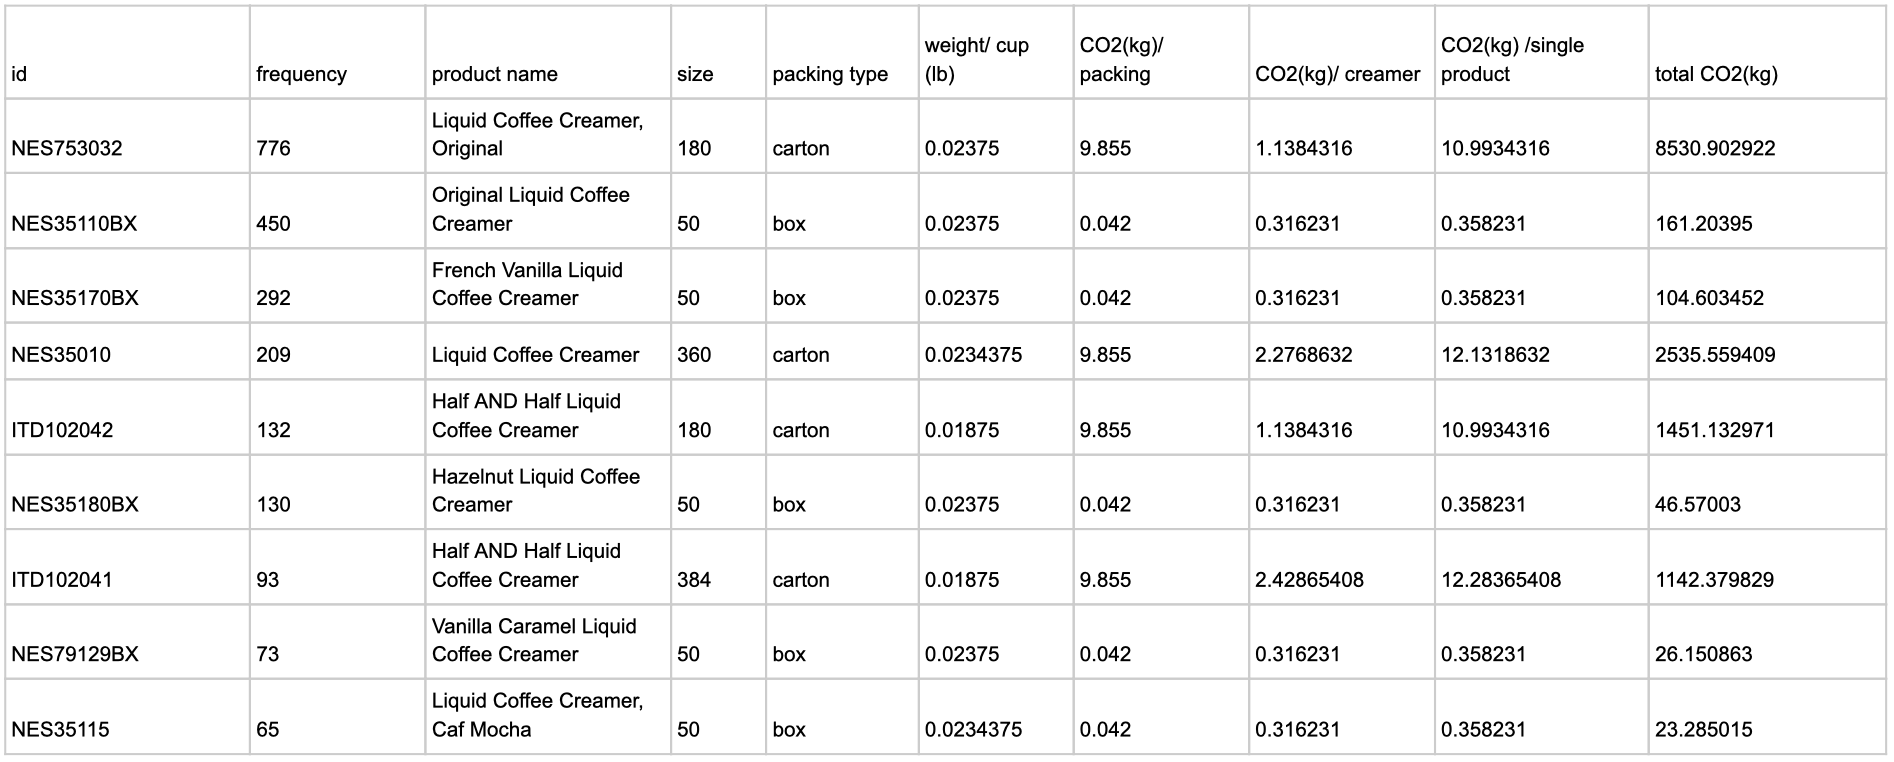 id frequency product name size packing type weight/ cup (lb) CO2(kg)/ packing CO2(kg)/ creamer CO2(kg) /single product total CO2(kg)
NES753032 776 Liquid Coffee Creamer, Original 180 carton 0.02375 9.855 1.1384316 10.9934316 8530.902922
NES35110BX 450 Original Liquid Coffee Creamer 50 box 0.02375 0.042 0.316231 0.358231 161.20395
NES35170BX 292 French Vanilla Liquid Coffee Creamer 50 box 0.02375 0.042 0.316231 0.358231 104.603452
NES35010 209 Liquid Coffee Creamer 360 carton 0.0234375 9.855 2.2768632 12.1318632 2535.559409
ITD102042 132 Half AND Half Liquid Coffee Creamer 180 carton 0.01875 9.855 1.1384316 10.9934316 1451.132971
NES35180BX 130 Hazelnut Liquid Coffee Creamer 50 box 0.02375 0.042 0.316231 0.358231 46.57003
ITD102041 93 Half AND Half Liquid Coffee Creamer 384 carton 0.01875 9.855 2.42865408 12.28365408 1142.379829
NES79129BX 73 Vanilla Caramel Liquid Coffee Creamer 50 box 0.02375 0.042 0.316231 0.358231 26.150863
NES35115 65 Liquid Coffee Creamer, Caf Mocha 50 box 0.0234375 0.042 0.316231 0.358231 23.285015